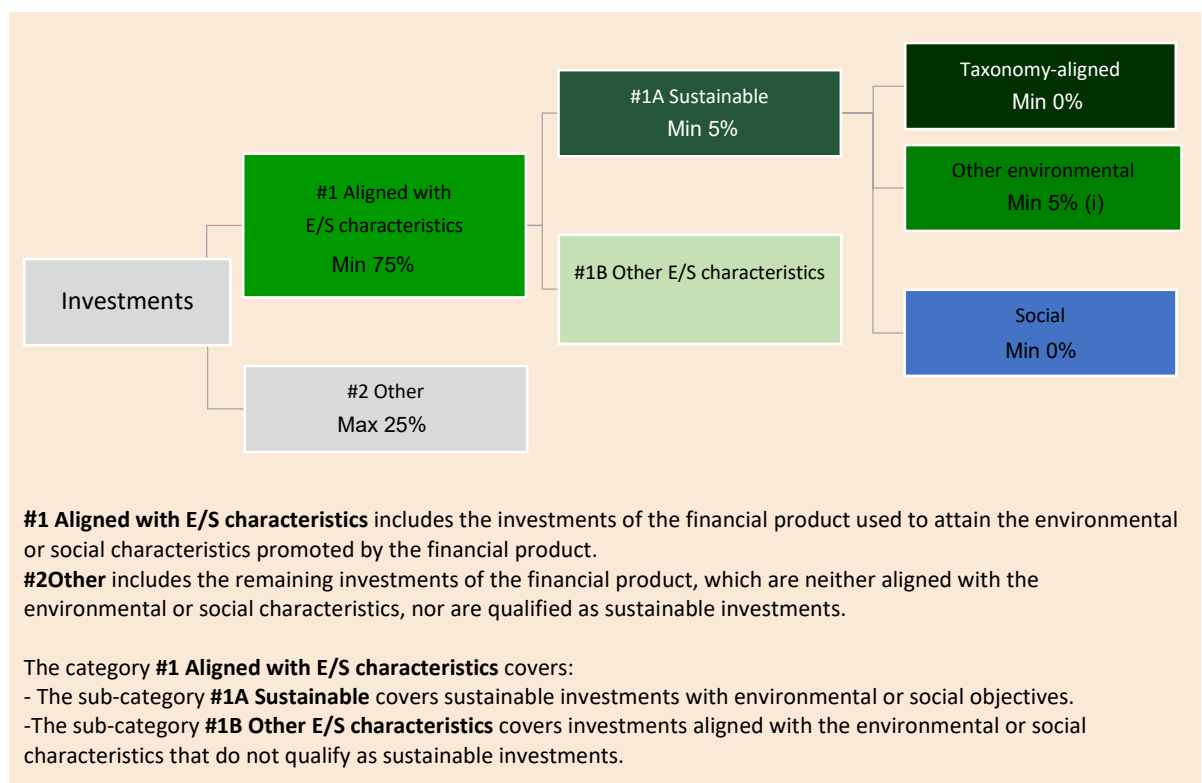 Investments
#1 Aligned with
E/S characteristics
Min 75%
#2 Other
Max 25%
#1A Sustainable
Min 5%
#1B Other E/S characteristics
Taxonomy-aligned
Min 0%
Other environmental
Min 5% (i)
Social
Min 0%
#1 Aligned with E/S characteristics includes the investments of the financial product used to attain the environmental
or social characteristics promoted by the financial product.
#2Other includes the remaining investments of the financial product, which are neither aligned with the
environmental or social characteristics, nor are qualified as sustainable investments.
The category #1 Aligned with E/S characteristics covers:
- The sub-category #1A Sustainable covers sustainable investments with environmental or social objectives.
-The sub-category #1B Other E/S characteristics covers investments aligned with the environmental or social
characteristics that do not qualify as sustainable investments.